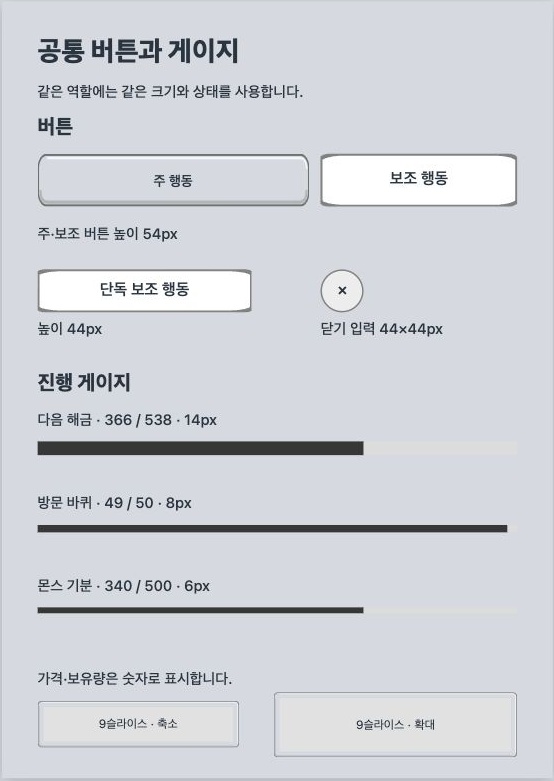 공통 버튼과 게이지
같은 역할에는 같은 크기와 상태를 사용합니다.
버튼
주 행동
보조 행동
주·보조 버튼 높이 54px
단독 보조 행동
×
높이 44px
닫기 입력 44×44px
진행 게이지
다음 해금 · 366 / 538 · 14px
방문 바퀴 · 49 / 50 · 8px
몬스 기분 · 340 / 500 · 6px
가격·보유량은 숫자로 표시합니다.
9슬라이스 · 축소
9슬라이스 · 확대